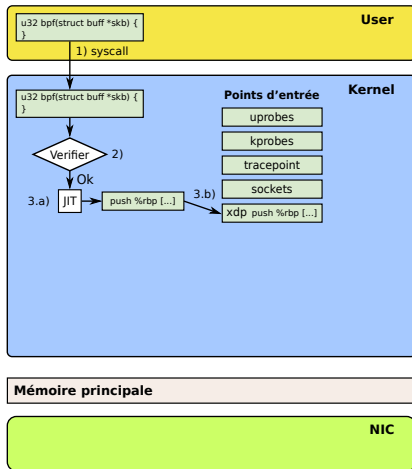 User
u32 bpf(struct buff *skb) {
}
1) syscall
Kernel
u32 bpf(struct buff *skb) {
}
Points d'entrée
uprobes
kprobes
Verifier
2)
tracepoint
Ok
sockets
3.a)
JIT
push %rbp [...]
3.b)
xdp push %rbp [...]
Mémoire principale
NIC